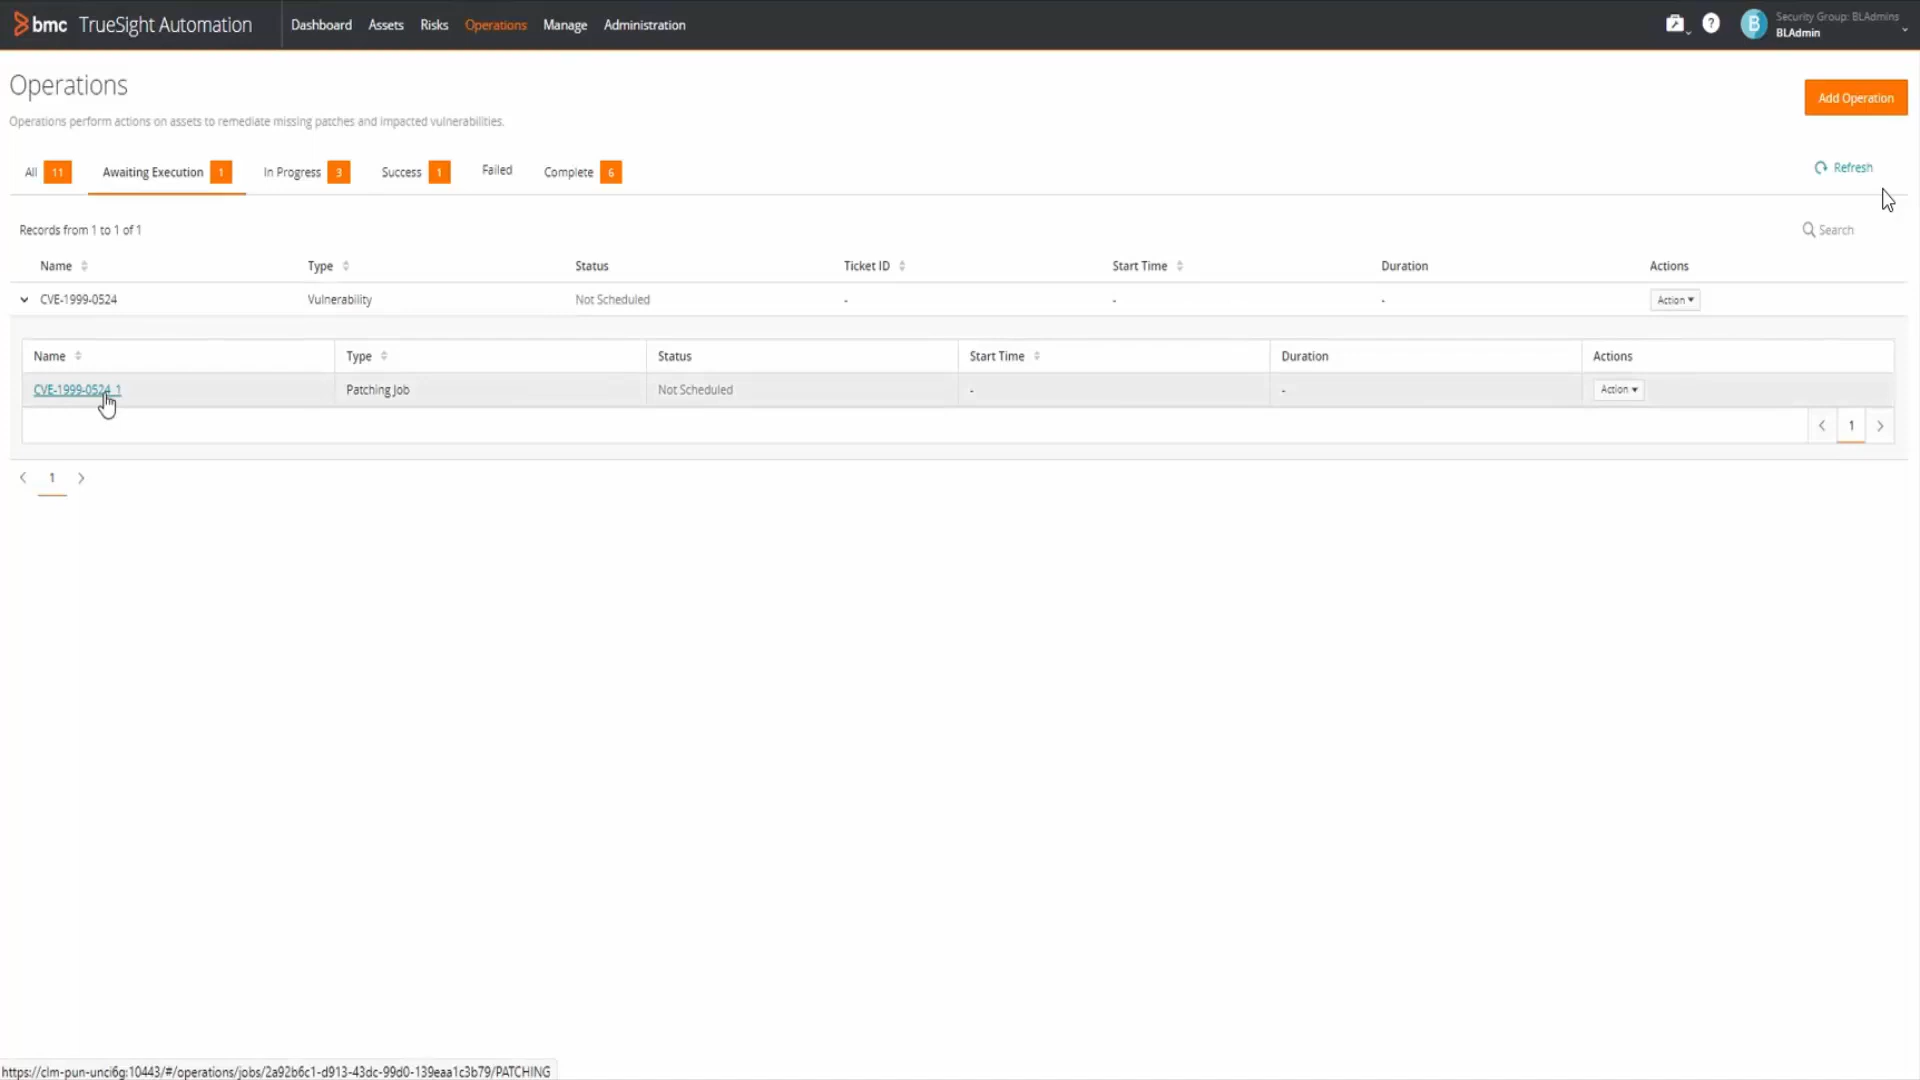 bmc TrueSight Automation Dashboard Assets Risks Operations Manage Administration ? B Security Group: BLAdmins
BLAdmin
Operations
Add Operation
Operations perform actions on assets to remediate missing patches and impacted vulnerabilities.
All 11 Awaiting Execution 1 In Progress 3 Success 1 Failed Complete 6 Refresh
Records from 1 to 1 of 1 Search
Name Type Status Ticket ID Start Time Duration Actions
CVE-1999-0524 Vulnerability Not Scheduled - - - Action
Name Type Status Start Time Duration Actions
CVE-1999-0524_1 Patching Job Not Scheduled - - Action
< 1 >
< 1 >
https://clm-pun-unci6g:10443/#/operations/jobs/2a92b6c1-d913-43dc-99d0-139eaa1c3b79/PATCHING